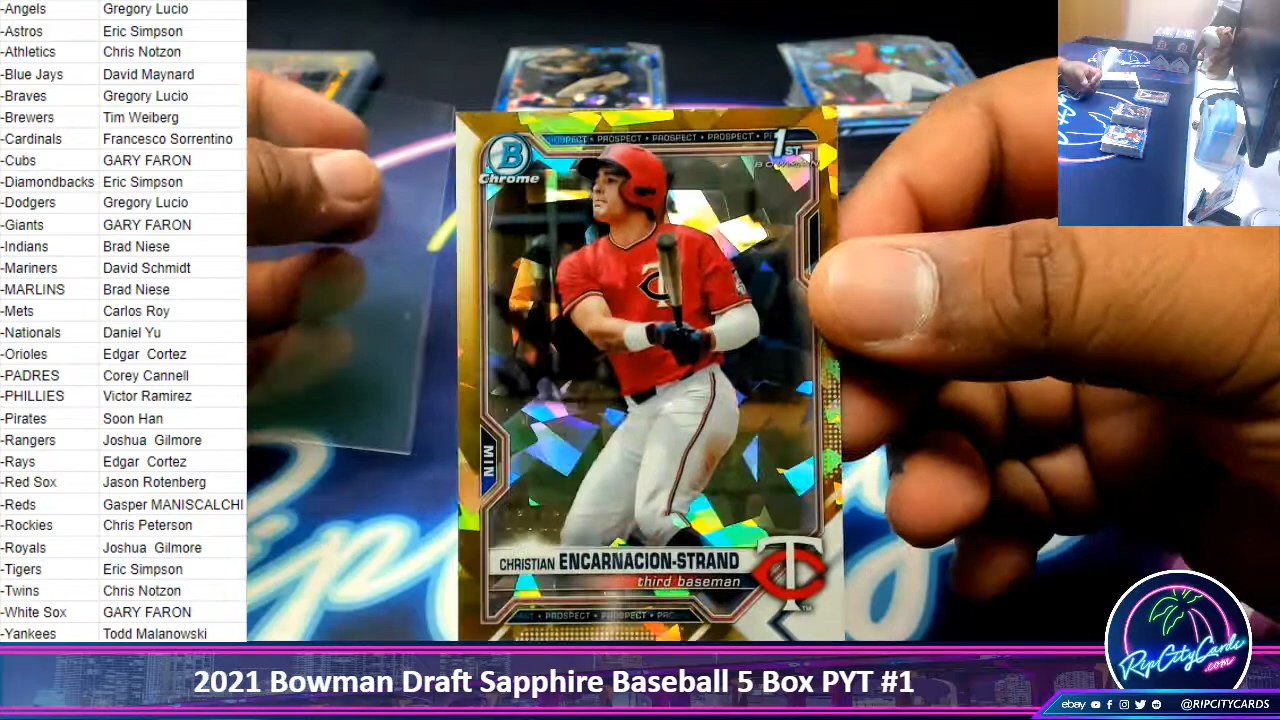 -Angels Gregory Lucio
-Astros Eric Simpson
-Athletics Chris Notzon
-Blue Jays David Maynard
-Braves Gregory Lucio
-Brewers Tim Weiberg
-Cardinals Francesco Sorrentino
-Cubs GARY FARON
-Diamondbacks Eric Simpson
-Dodgers Gregory Lucio
-Giants GARY FARON
-Indians Brad Niese
-Mariners David Schmidt
-MARLINS Brad Niese
-Mets Carlos Roy
-Nationals Daniel Yu
-Orioles Edgar Cortez
-PADRES Corey Cannell
-PHILLIES Victor Ramirez
-Pirates Soon Han
-Rangers Joshua Gilmore
-Rays Edgar Cortez
-Red Sox Jason Rotenberg
-Reds Gasper MANISCALCHI
-Rockies Chris Peterson
-Royals Joshua Gilmore
-Tigers Eric Simpson
-Twins Chris Notzon
-White Sox GARY FARON
-Yankees Todd Malanowski
PROSPECT • PROSPECT • PROSPECT
B
Chrome
1ST
BOWMAN
TC
MIN
CHRISTIAN ENCARNACION-STRAND
third baseman
TC
TM
PROSPECT • PROSPECT
RipCityCards
.com
2021 Bowman Draft Sapphire Baseball 5 Box PYT #1
ebay @RIPCITYCARDS